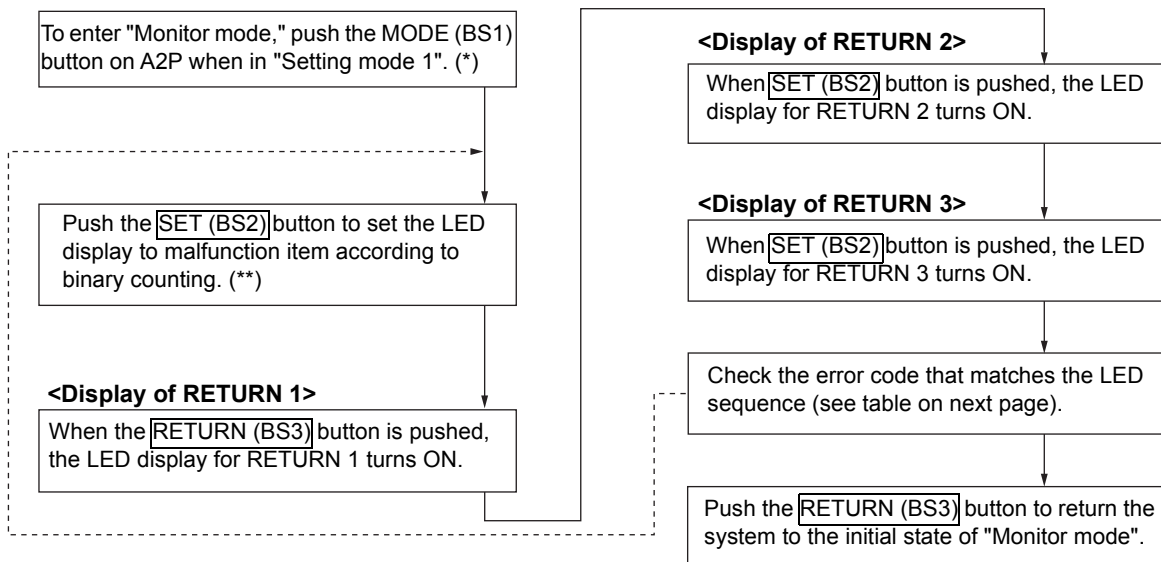 To enter "Monitor mode," push the MODE (BS1)
button on A2P when in "Setting mode 1". (*)
Push the SET (BS2) button to set the LED
display to malfunction item according to
binary counting. (**)
<Display of RETURN 1>
When the RETURN (BS3) button is pushed,
the LED display for RETURN 1 turns ON.
<Display of RETURN 2>
When SET (BS2) button is pushed, the LED
display for RETURN 2 turns ON.
<Display of RETURN 3>
When SET (BS2) button is pushed, the LED
display for RETURN 3 turns ON.
Check the error code that matches the LED
sequence (see table on next page).
Push the RETURN (BS3) button to return the
system to the initial state of "Monitor mode".